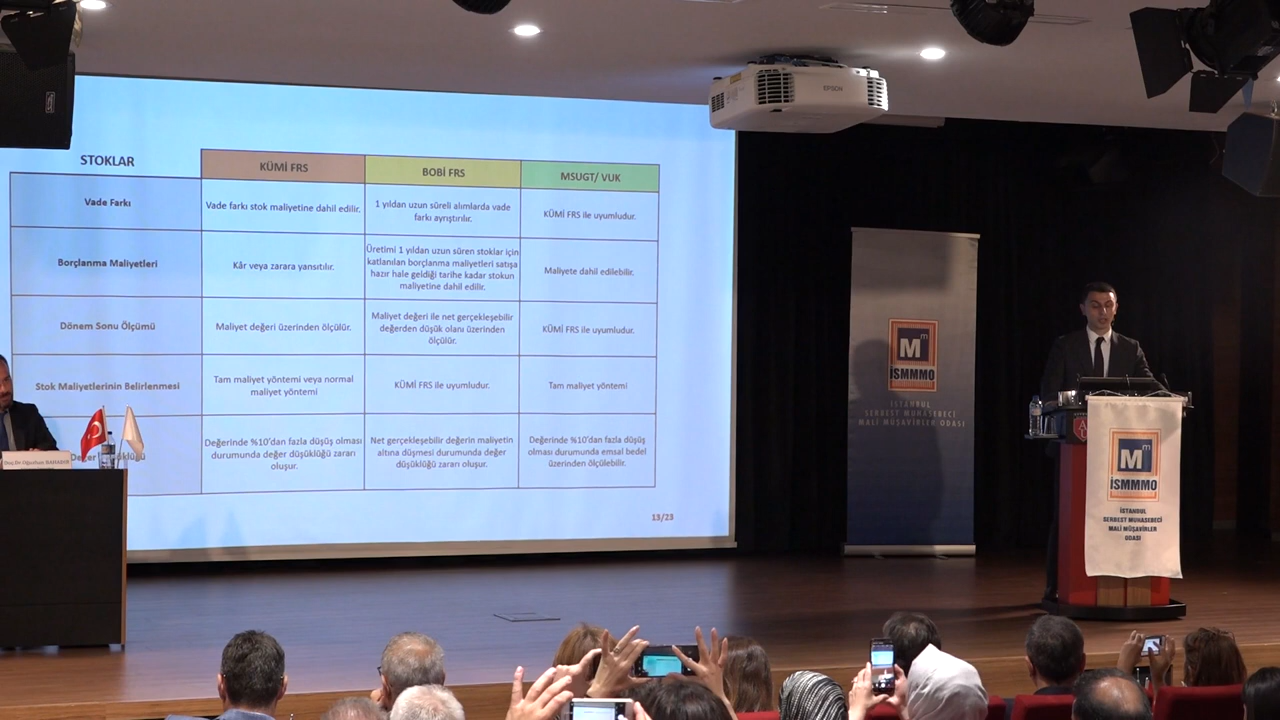 EPSON
STOKLAR
KÜMİ FRS
BOBİ FRS
MSUGT/ VUK
Vade Farkı
Vade farkı stok maliyetine dahil edilir.
1 yıldan uzun süreli alımlarda vade
farkı ayrıştırılır.
KÜMİ FRS ile uyumludur.
Borçlanma Maliyetleri
Kâr veya zarara yansıtılır.
Üretimi 1 yıldan uzun süren stoklar için
katlanılan borçlanma maliyetleri satışa
hazır hale geldiği tarihe kadar stokun
maliyetine dahil edilir.
Maliyete dahil edilebilir.
Dönem Sonu Ölçümü
Maliyet değeri üzerinden ölçülür.
Maliyet değeri ile net gerçekleşebilir
değerden düşük olanı üzerinden
ölçülür.
KÜMİ FRS ile uyumludur.
Stok Maliyetlerinin Belirlenmesi
Tam maliyet yöntemi veya normal
maliyet yöntemi
KÜMİ FRS ile uyumludur.
Tam maliyet yöntemi
Değer
Değerinde %10'dan fazla düşüş olması
durumunda değer düşüklüğü zararı
oluşur.
Net gerçekleşebilir değerin maliyetin
altına düşmesi durumunda değer
düşüklüğü zararı oluşur.
Değerinde %10'dan fazla düşüş
olması durumunda emsal bedel
üzerinden ölçülebilir.
13/23
M m
İSMMMO
İSTANBUL
SERBEST MUHASEBECİ
MALİ MÜŞAVİRLER ODASI
M m
İSMMMO
İSTANBUL
SERBEST MUHASEBECİ
MALİ MÜŞAVİRLER
ODASI